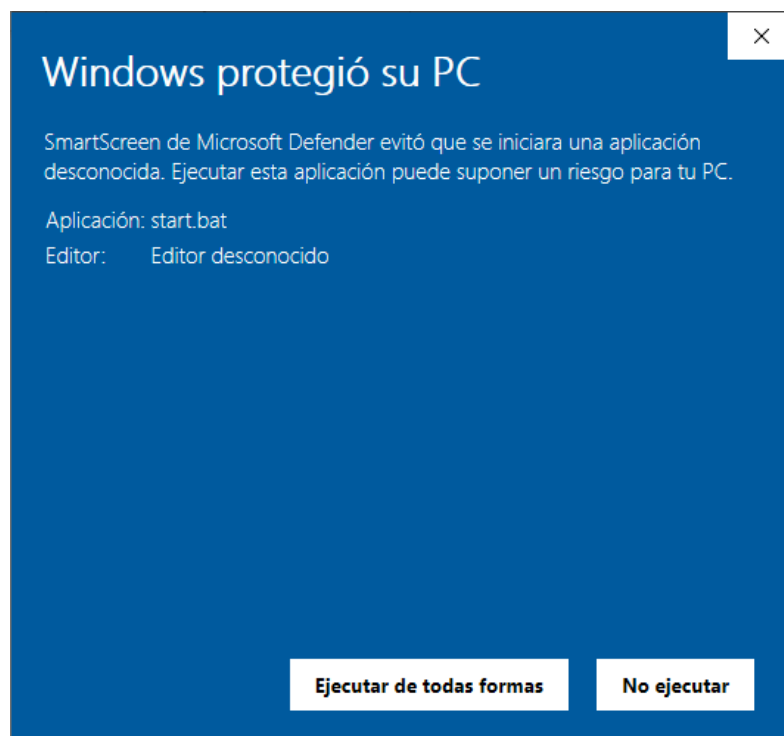 Windows protegió su PC
SmartScreen de Microsoft Defender evitó que se iniciara una aplicación
desconocida. Ejecutar esta aplicación puede suponer un riesgo para tu PC.
Aplicación: start.bat
Editor: Editor desconocido
Ejecutar de todas formas No ejecutar